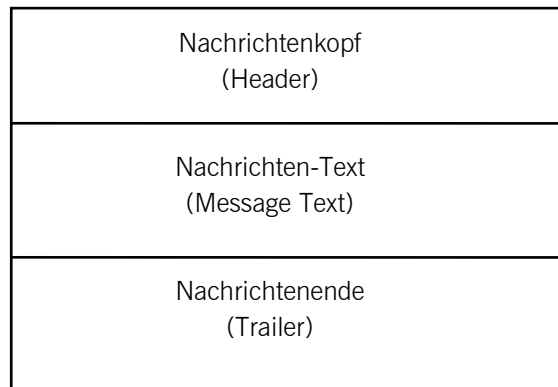 Nachrichtenkopf
(Header)
Nachrichten-Text
(Message Text)
Nachrichtenende
(Trailer)